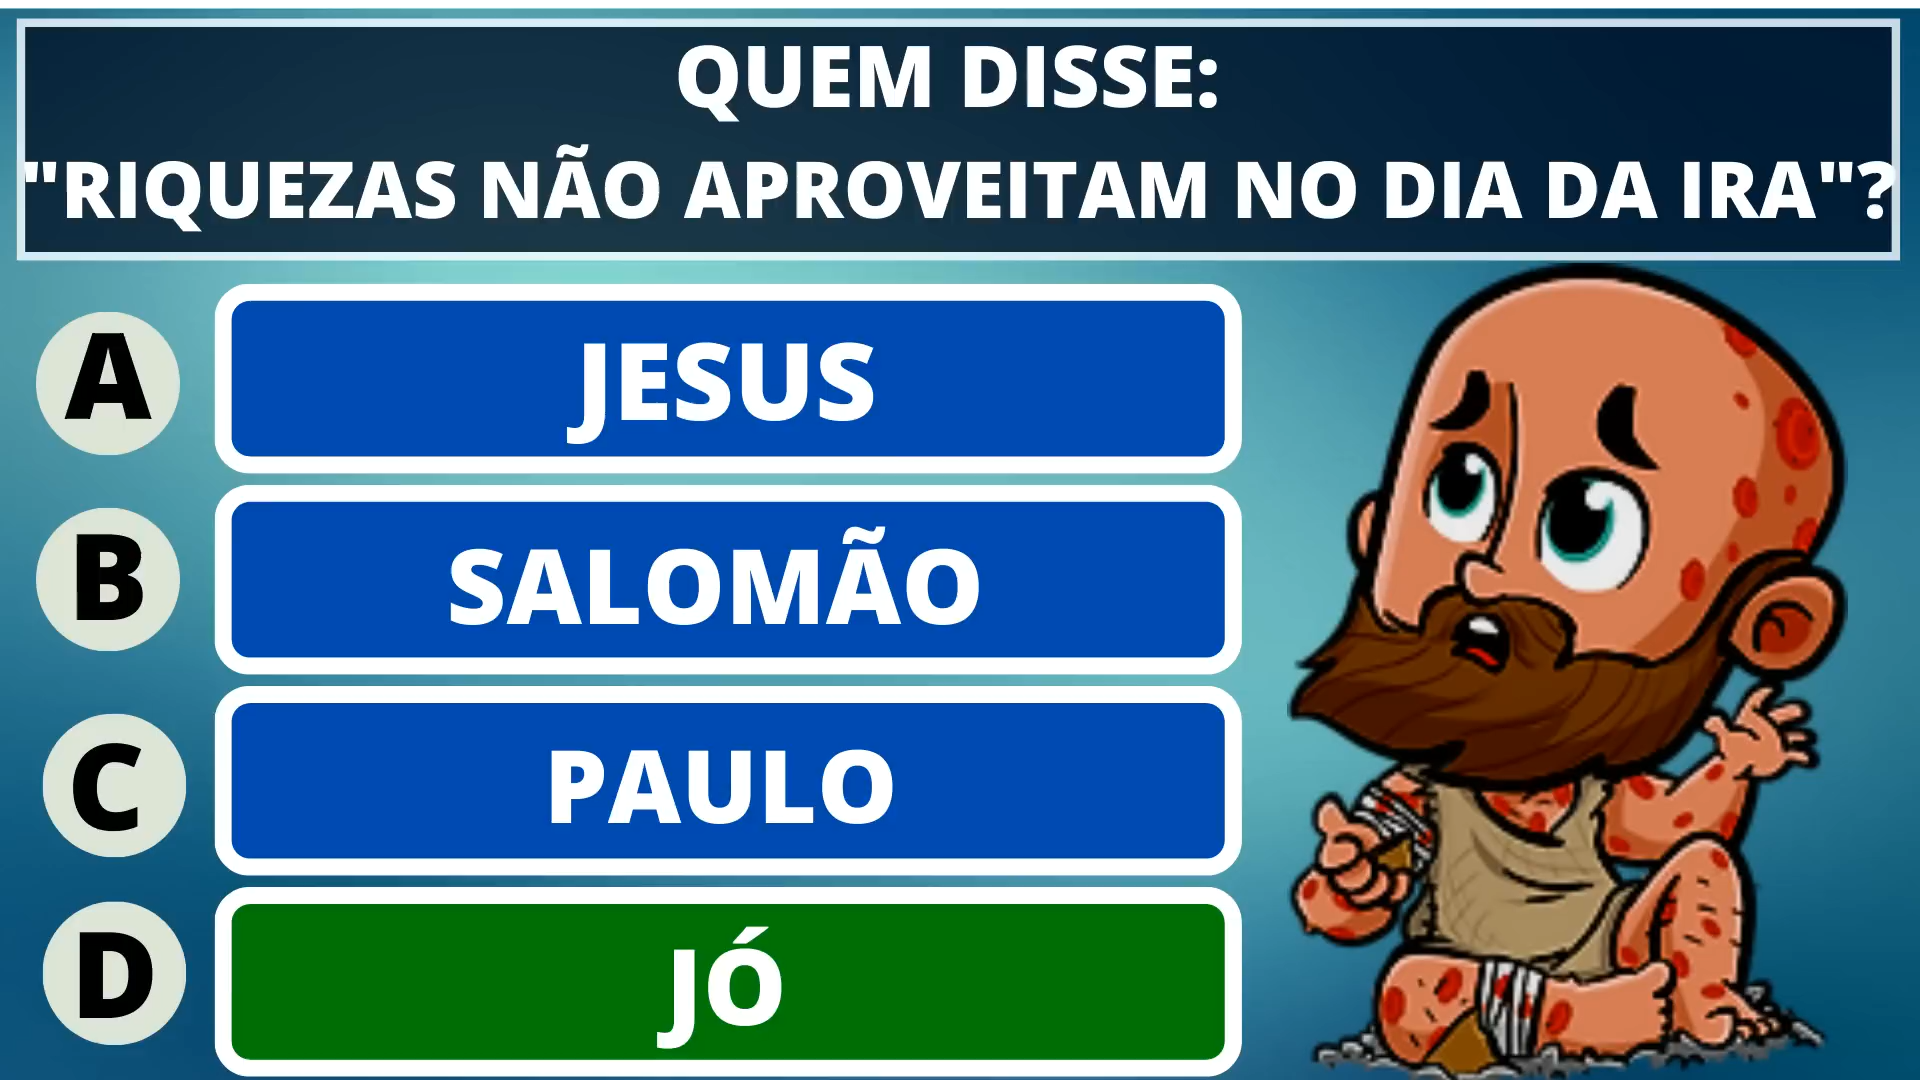 QUEM DISSE:
"RIQUEZAS NÃO APROVEITAM NO DIA DA IRA"?
A
JESUS
B
SALOMÃO
C
PAULO
D
JÓ